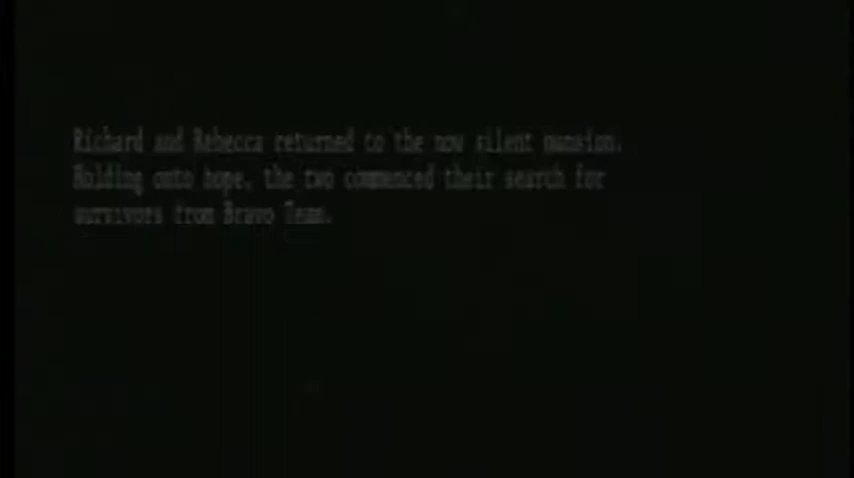 Richard and Rebecca returned to the now silent mansion.
Holding onto hope, the two commenced their search for
survivors from Bravo Team.